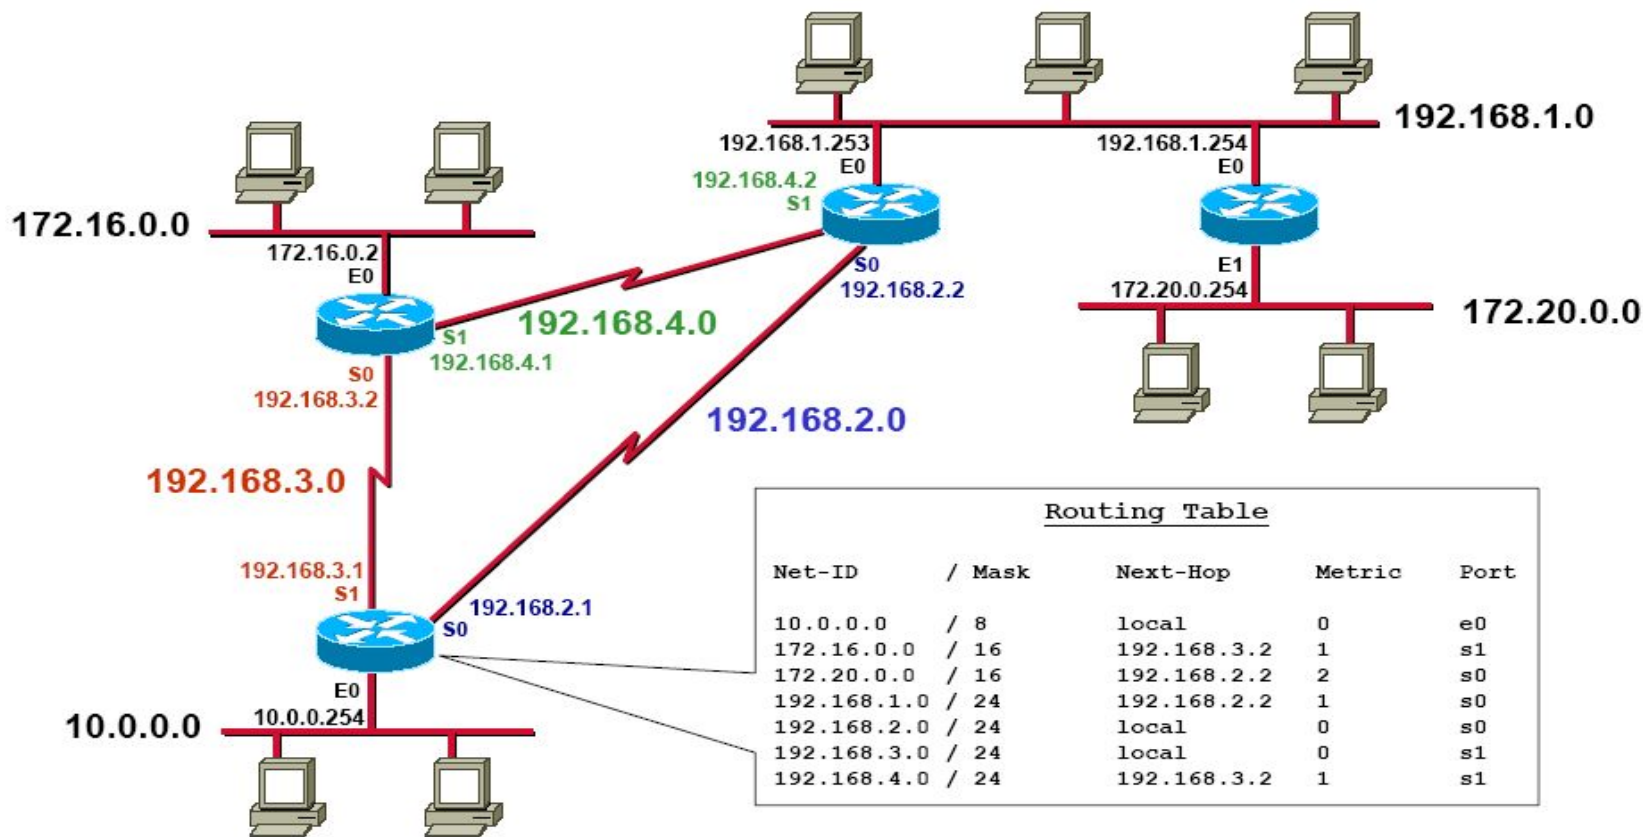 192.168.1.0
192.168.1.253
E0
192.168.1.254
E0
192.168.4.2
S1
172.16.0.0
172.16.0.2
E0
S0
192.168.2.2
E1
172.20.0.254
172.20.0.0
192.168.4.0
S1
192.168.4.1
S0
192.168.3.2
192.168.2.0
192.168.3.0
192.168.3.1
S1
192.168.2.1
S0
E0
10.0.0.254
10.0.0.0
Routing Table
Net-ID / Mask Next-Hop Metric Port
10.0.0.0 / 8 local 0 e0
172.16.0.0 / 16 192.168.3.2 1 s1
172.20.0.0 / 16 192.168.2.2 2 s0
192.168.1.0 / 24 192.168.2.2 1 s0
192.168.2.0 / 24 local 0 s0
192.168.3.0 / 24 local 0 s1
192.168.4.0 / 24 192.168.3.2 1 s1